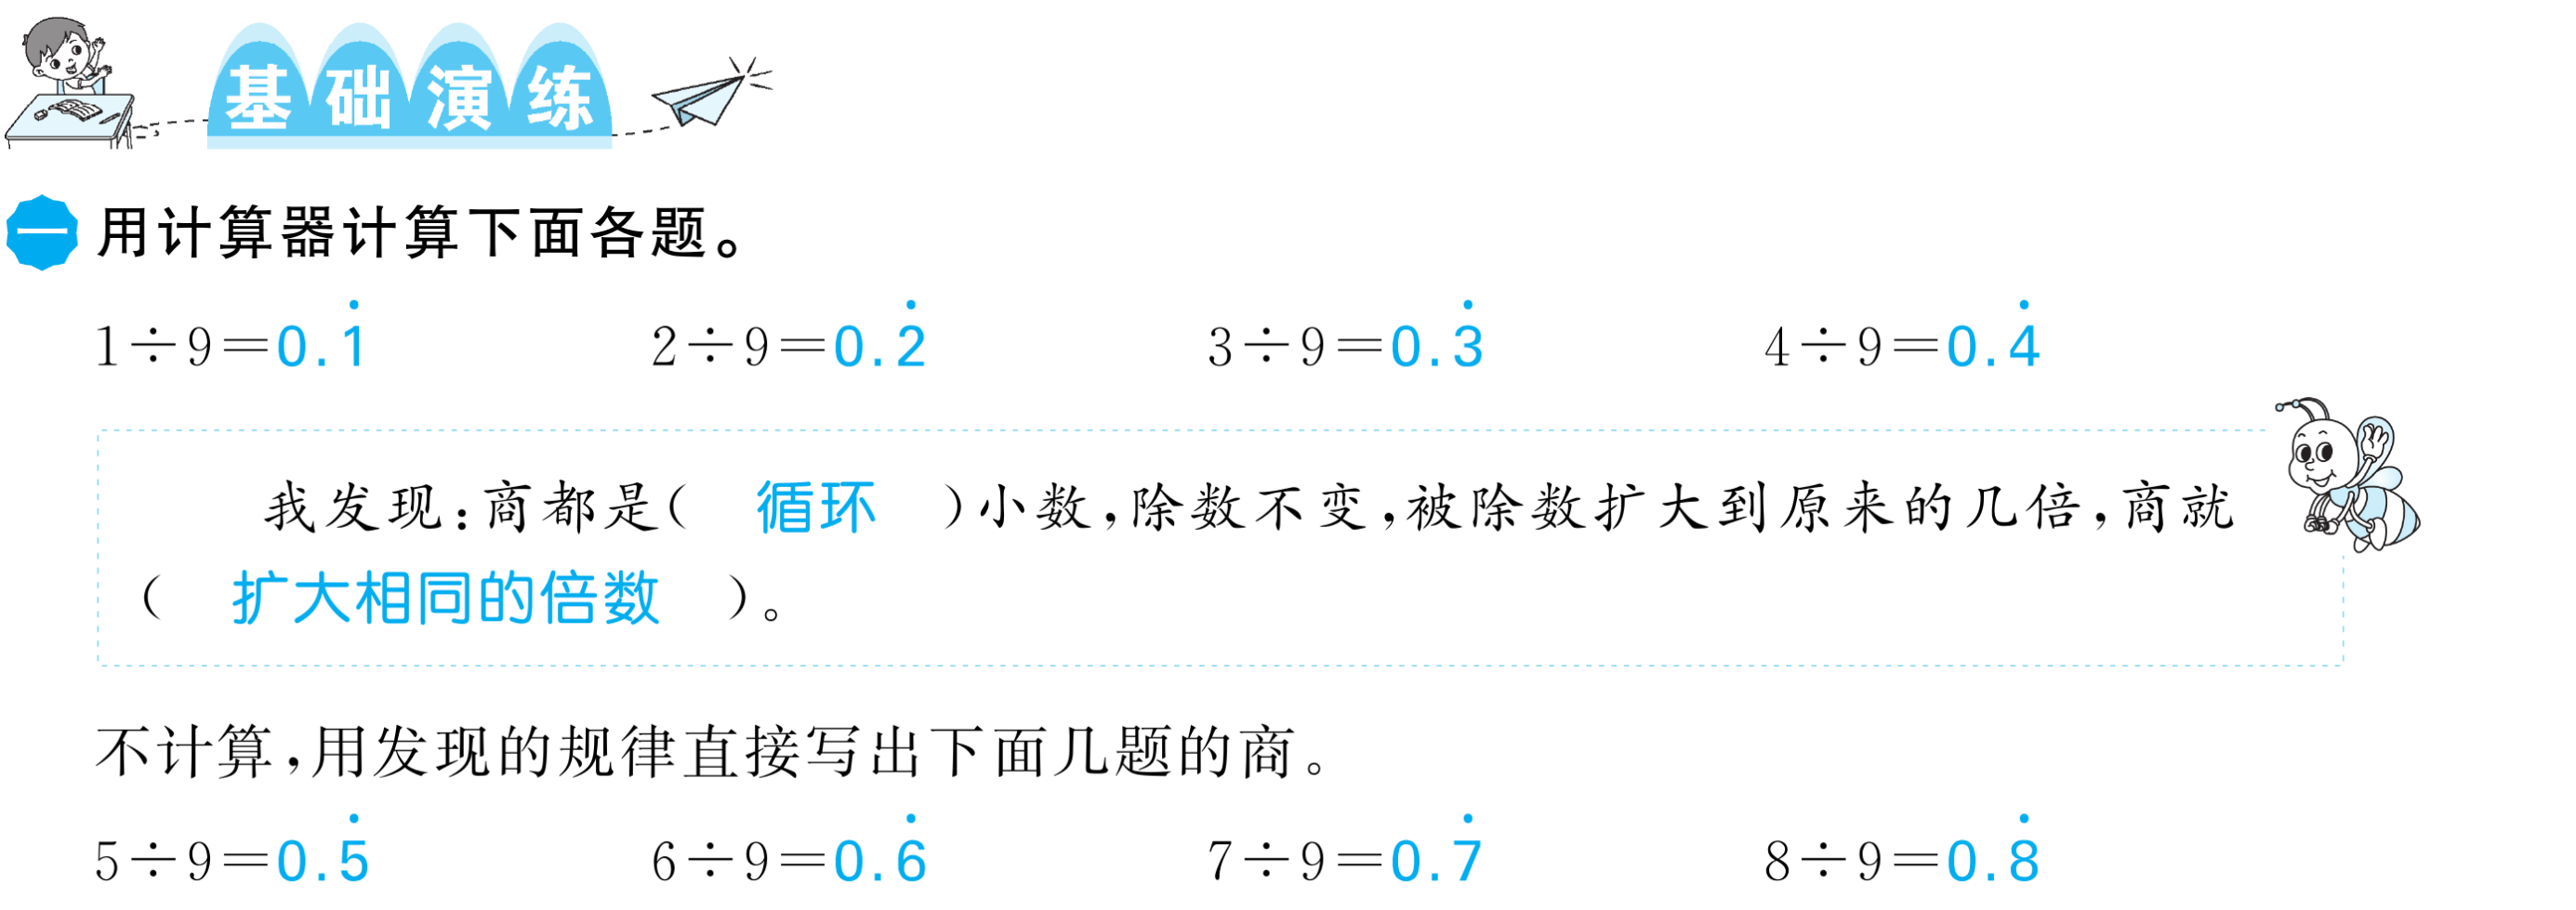 基础演练
一 用计算器计算下面各题。
1÷9=0.1̇ 2÷9=0.2̇ 3÷9=0.3̇ 4÷9=0.4̇
我发现:商都是( 循环 )小数,除数不变,被除数扩大到原来的几倍,商就
( 扩大相同的倍数 )。
不计算,用发现的规律直接写出下面几题的商。
5÷9=0.5̇ 6÷9=0.6̇ 7÷9=0.7̇ 8÷9=0.8̇